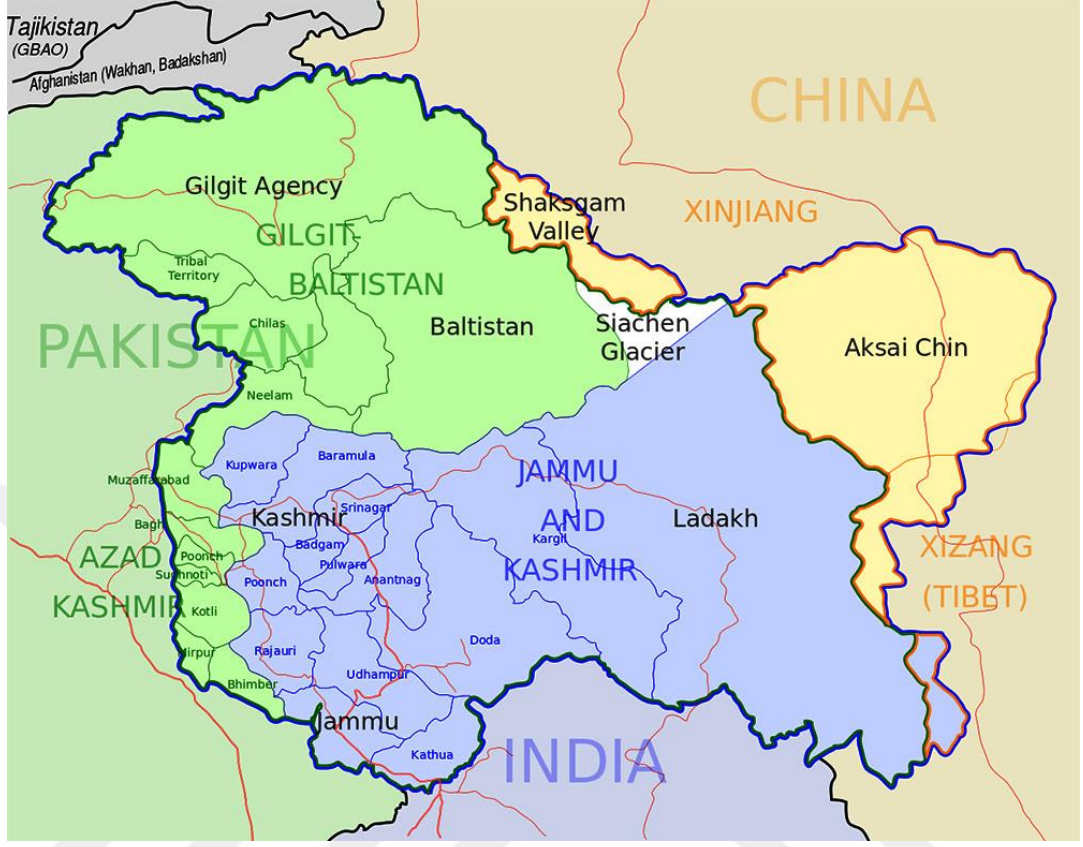 Tajikistan
(GBAO)
Afghanistan (Wakhan, Badakshan)
CHINA
Gilgit Agency
Shaksgam
Valley
XINJIANG
GILGIT-
BALTISTAN
Tribal
Territory
Chilas
Baltistan
Siachen
Glacier
Aksai Chin
PAKISTAN
Neelam
Kupwara
Baramula
JAMMU
AND
KASHMIR
Muzaffarabad
Kashmir
Srinagar
Ladakh
Bagh
Badgam
Kargil
AZAD
KASHMIR
Poonch
Pulwara
Sudhnoti
Poonch
Anantnag
XIZANG
(TIBET)
Kotli
Mirpur
Rajauri
Doda
Bhimber
Udhampur
Jammu
Kathua
INDIA